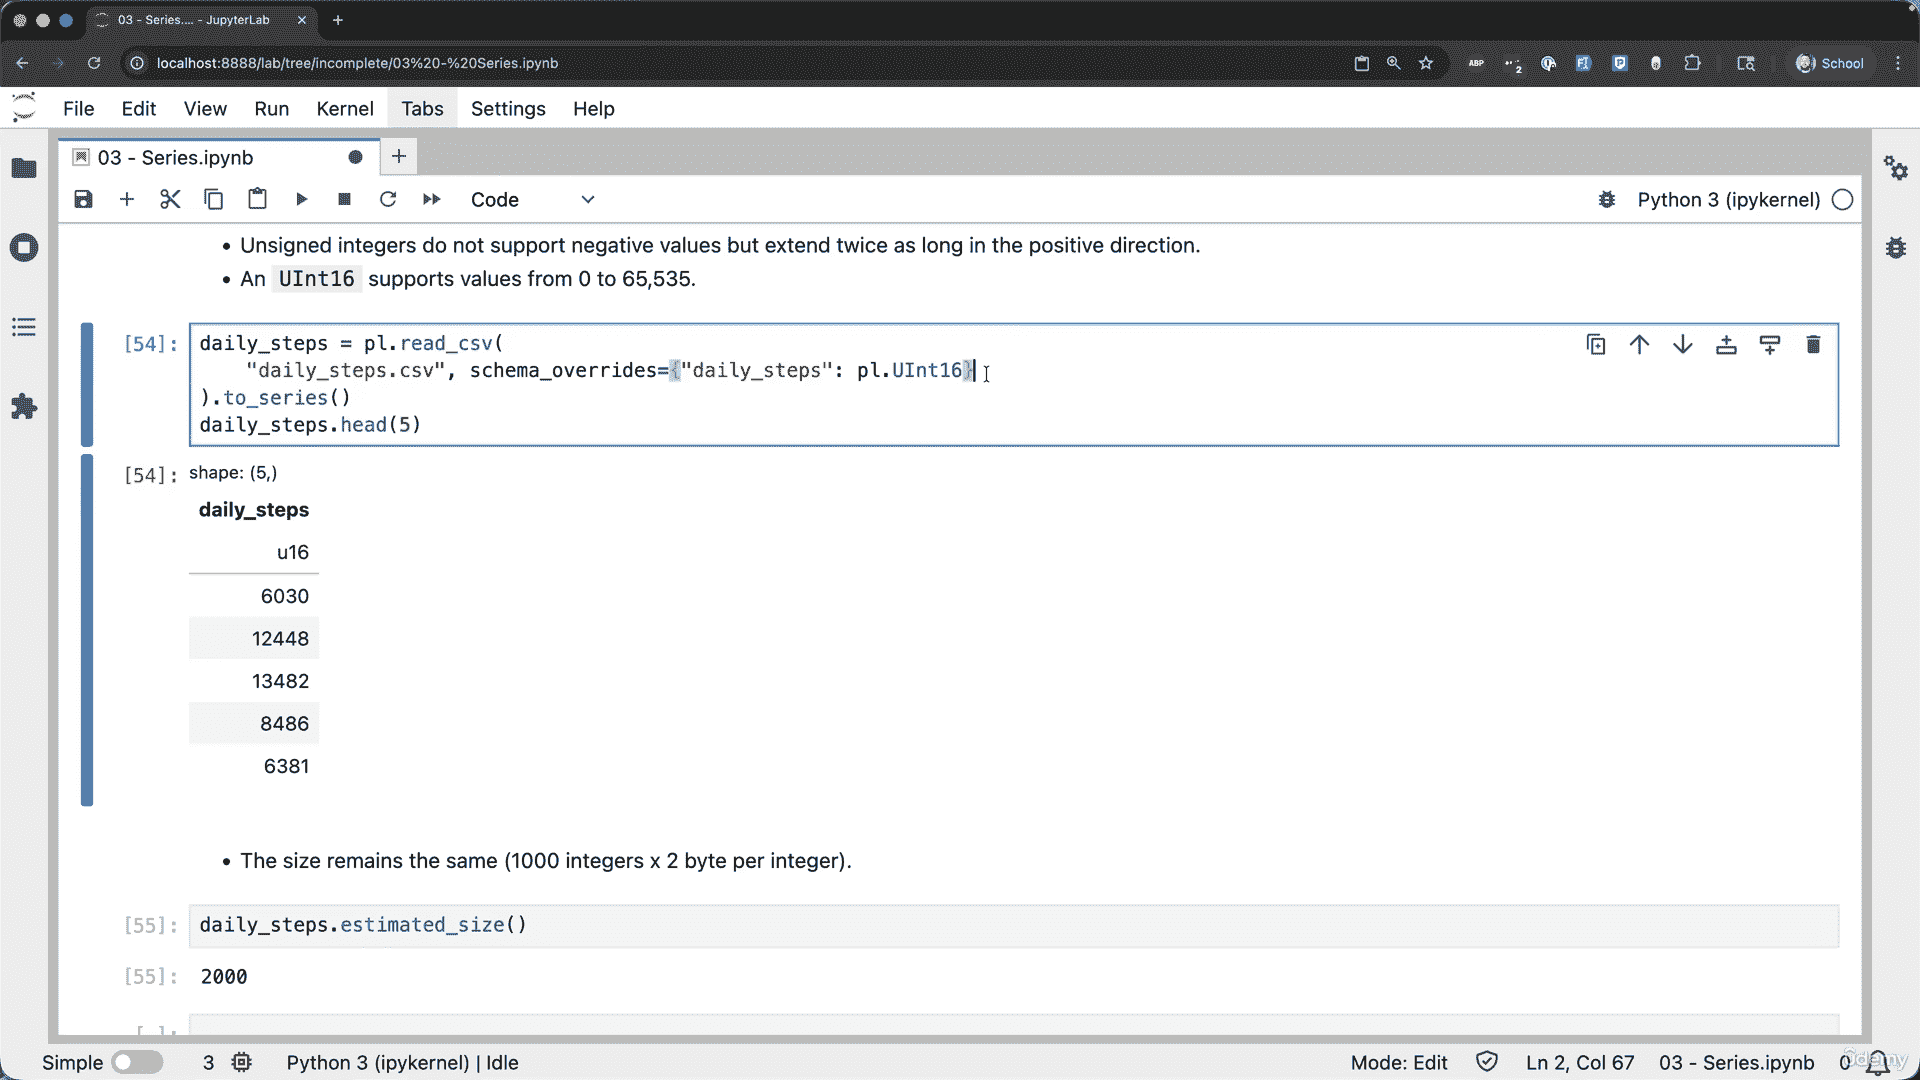 03 - Series.... - JupyterLab
localhost:8888/lab/tree/incomplete/03%20-%20Series.ipynb
ABP
2
School
File Edit View Run Kernel Tabs Settings Help
03 - Series.ipynb
Code
Python 3 (ipykernel)
• Unsigned integers do not support negative values but extend twice as long in the positive direction.
• An UInt16 supports values from 0 to 65,535.
[54]: daily_steps = pl.read_csv(
"daily_steps.csv", schema_overrides={"daily_steps": pl.UInt16}
).to_series()
daily_steps.head(5)
[54]: shape: (5,)
daily_steps
u16
6030
12448
13482
8486
6381
• The size remains the same (1000 integers x 2 byte per integer).
[55]: daily_steps.estimated_size()
[55]: 2000
[ ]:
Simple 3 Python 3 (ipykernel) | Idle Mode: Edit Ln 2, Col 67 03 - Series.ipynb 0
udemy